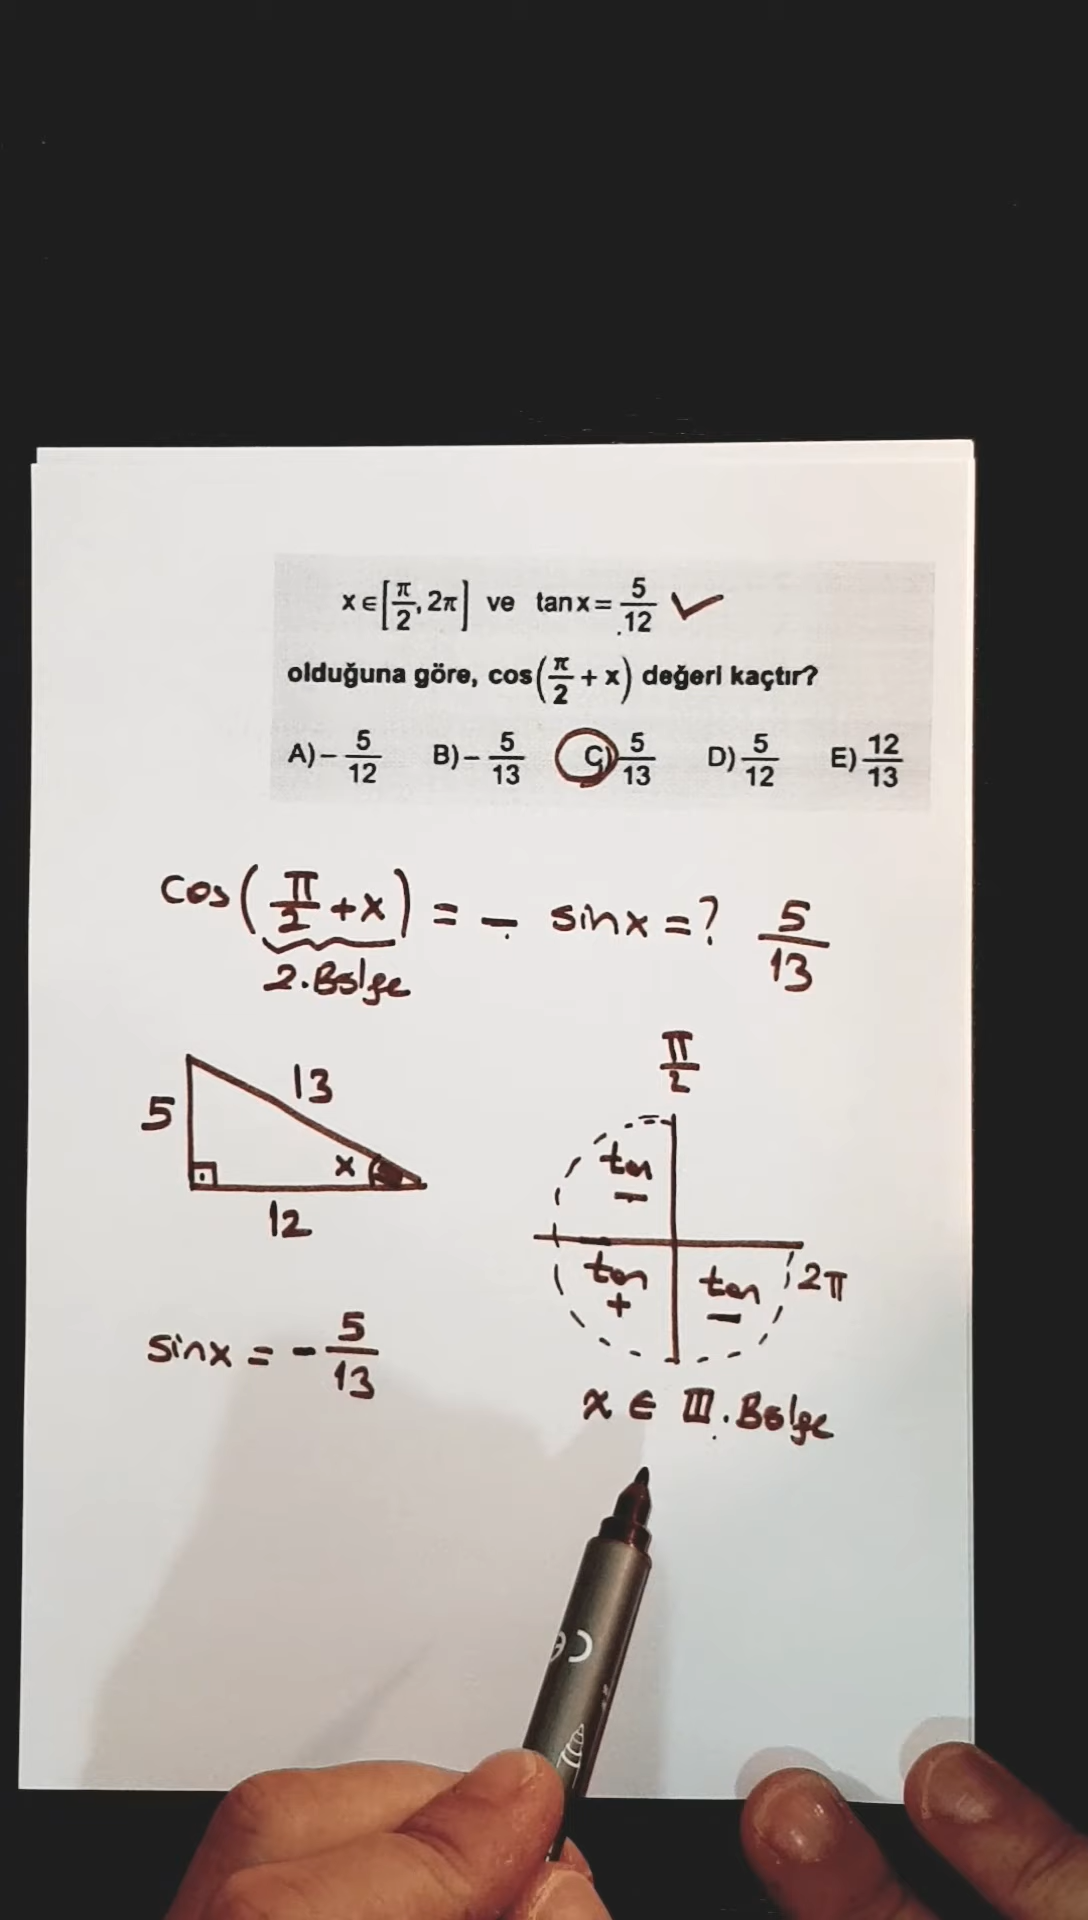 x∈[π/2, 2π] ve tan x = 5/12 ✓
olduğuna göre, cos(π/2 + x) değeri kaçtır?
A) -5/12 B) -5/13 C) 5/13 D) 5/12 E) 12/13
cos(π/2 + x) = - sinx = ? 5/13
2.Bölge
π/2
13
5
x
12
tan
-
tan
+
tan
-
2π
sinx = - 5/13
x ∈ III. Bölge
CE